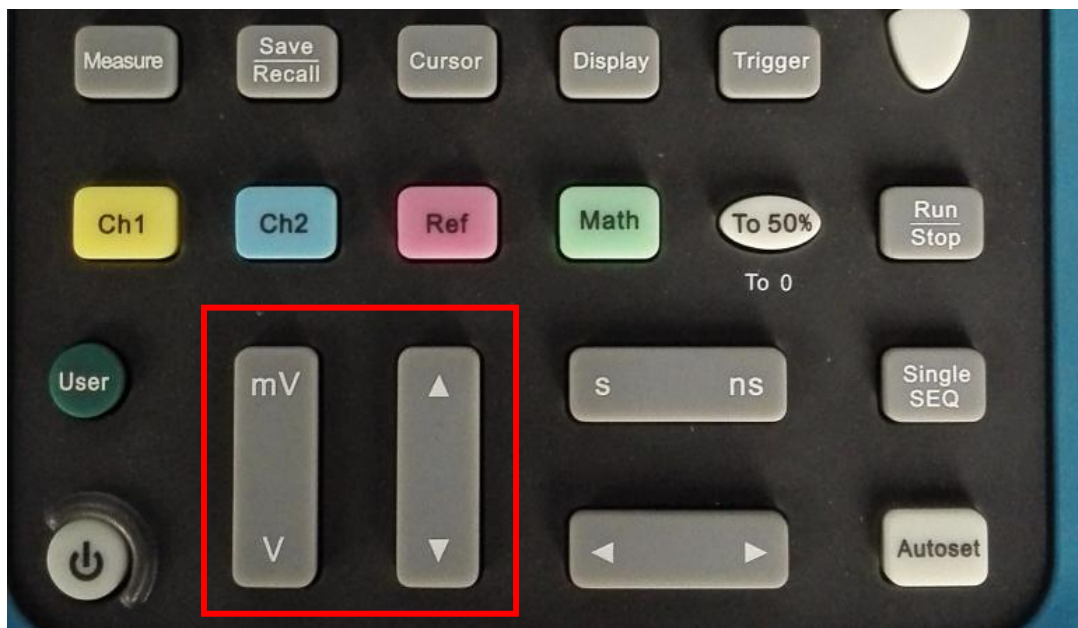 Measure
Save
Recall
Cursor
Display
Trigger
Ch1
Ch2
Ref
Math
To 50%
To 0
Run
Stop
User
mV
V
s
ns
Single
SEQ
Autoset